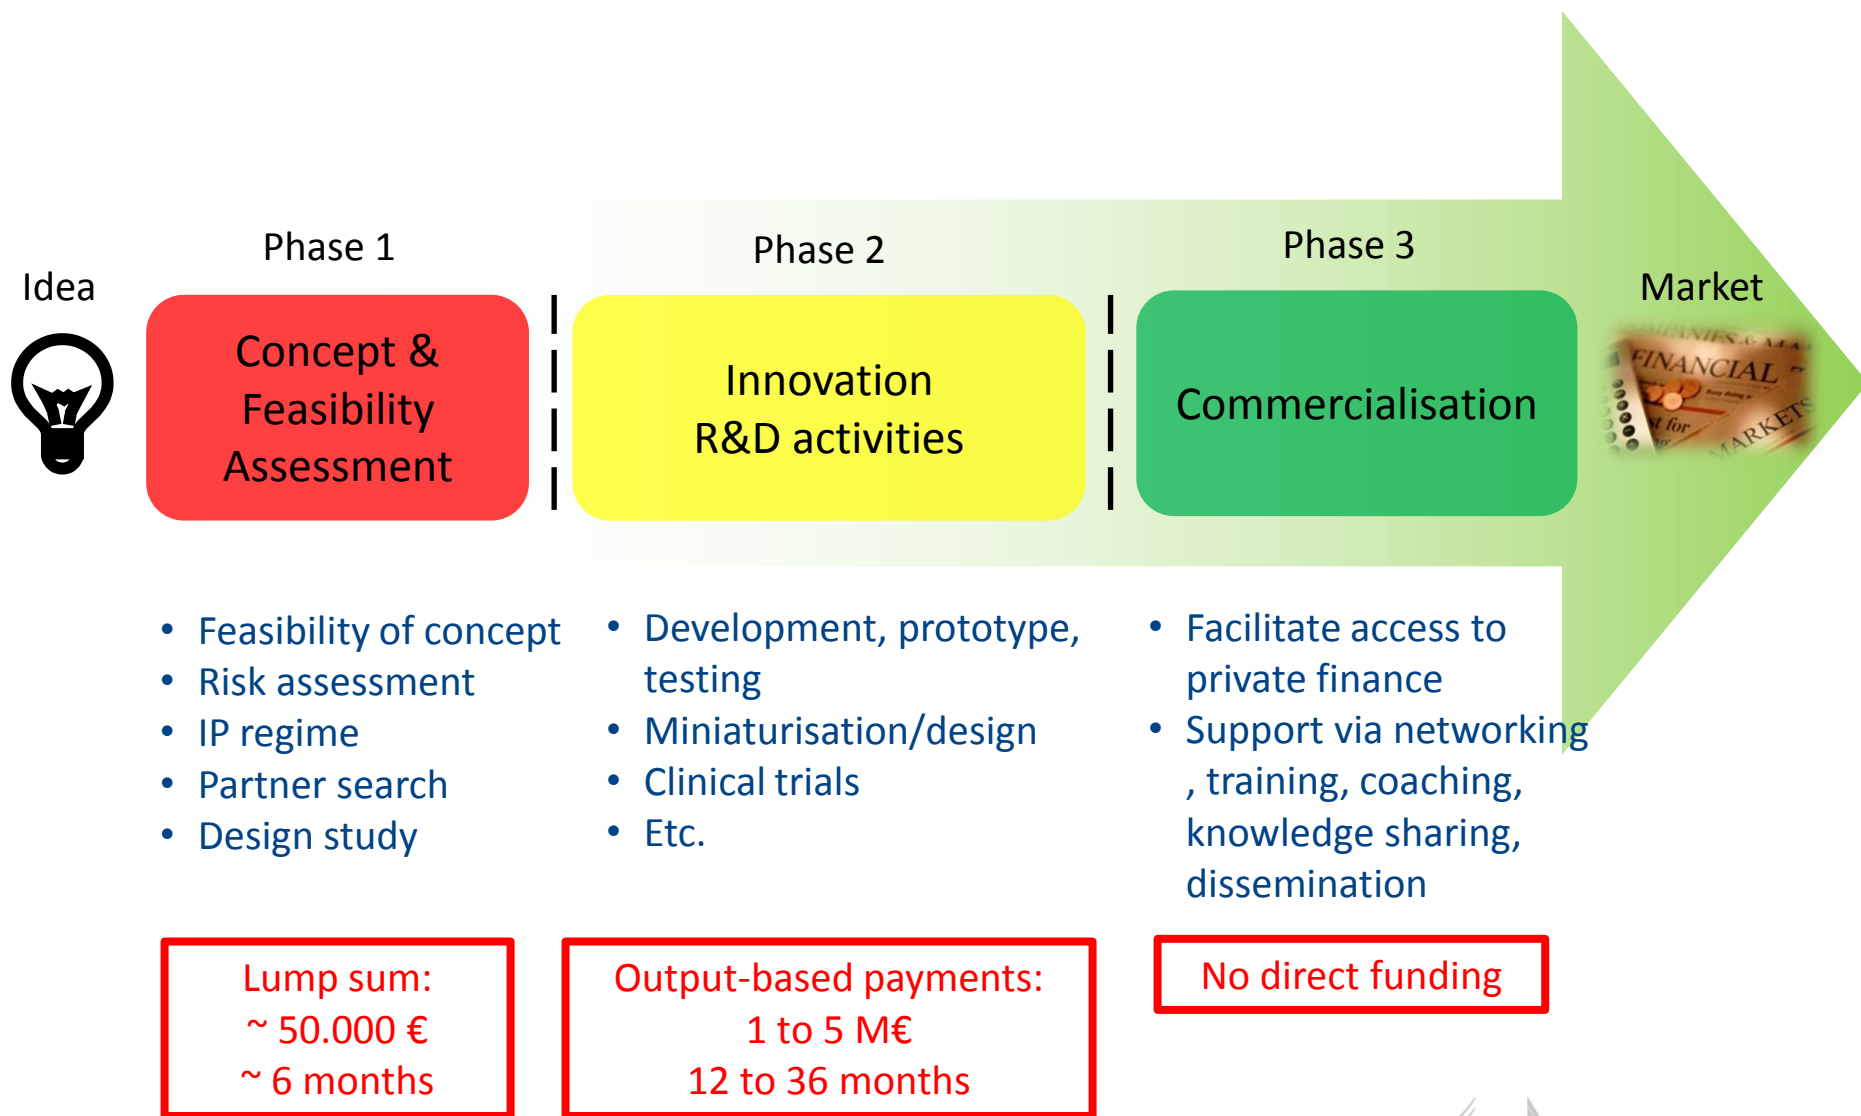 Phase 1
Phase 2
Phase 3
Idea
Market
Concept &
Feasibility
Assessment
Innovation
R&D activities
Commercialisation
FINANCIAL
MARKETS
• Feasibility of concept
• Risk assessment
• IP regime
• Partner search
• Design study
• Development, prototype,
testing
• Miniaturisation/design
• Clinical trials
• Etc.
• Facilitate access to
private finance
• Support via networking
, training, coaching,
knowledge sharing,
dissemination
Lump sum:
~ 50.000 €
~ 6 months
Output-based payments:
1 to 5 M€
12 to 36 months
No direct funding